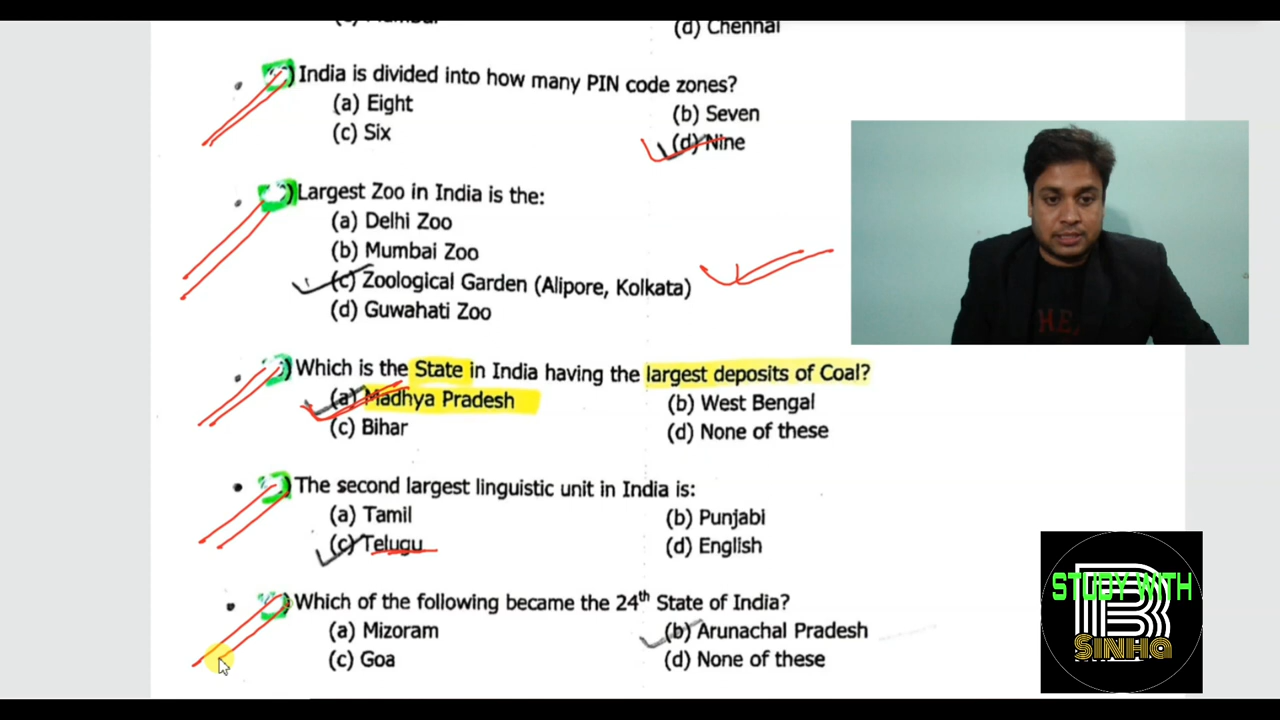 (d) Chennai
India is divided into how many PIN code zones?
(a) Eight
(b) Seven
(c) Six
(d) Nine
Largest Zoo in India is the:
(a) Delhi Zoo
(b) Mumbai Zoo
(c) Zoological Garden (Alipore, Kolkata)
(d) Guwahati Zoo
Which is the State in India having the largest deposits of Coal?
(a) Madhya Pradesh
(b) West Bengal
(c) Bihar
(d) None of these
The second largest linguistic unit in India is:
(a) Tamil
(b) Punjabi
(c) Telugu
(d) English
Which of the following became the 24th State of India?
(a) Mizoram
(b) Arunachal Pradesh
(c) Goa
(d) None of these
STUDY WITH
B
SINHA